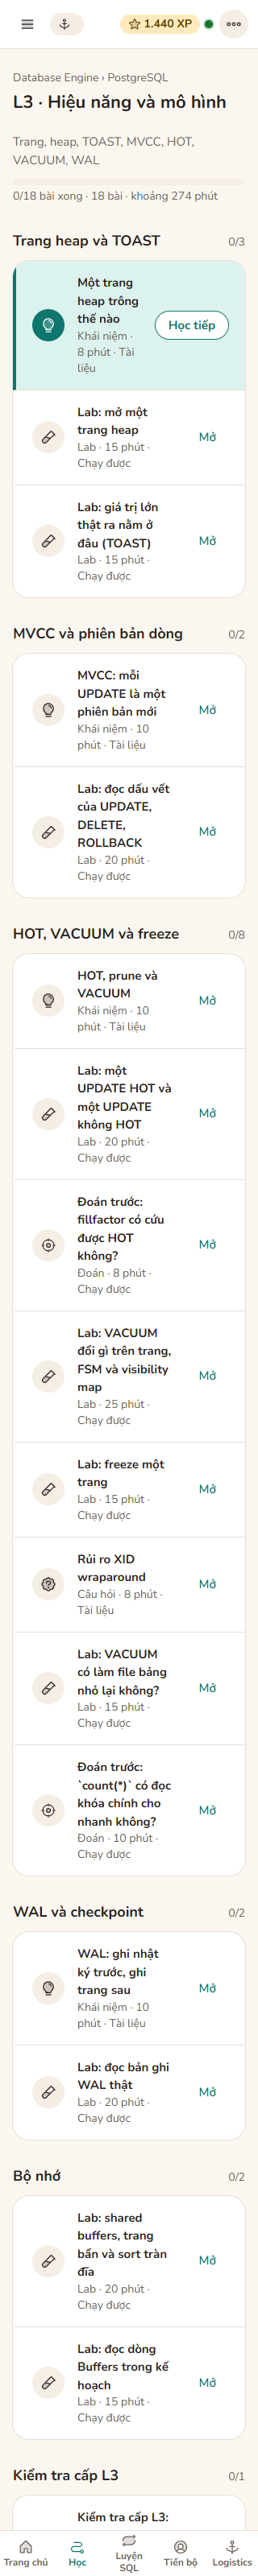 1.440 XP
Database Engine › PostgreSQL
L3 · Hiệu năng và mô hình
Trang, heap, TOAST, MVCC, HOT,
VACUUM, WAL
0/18 bài xong · 18 bài · khoảng 274 phút
Trang heap và TOAST 0/3
Một trang
heap trông
thế nào
Khái niệm ·
8 phút · Tài
liệu
Học tiếp
Lab: mở một
trang heap
Lab · 15 phút ·
Chạy được
Mở
Lab: giá trị lớn
thật ra nằm ở
đâu (TOAST)
Lab · 15 phút ·
Chạy được
Mở
MVCC và phiên bản dòng 0/2
MVCC: mỗi
UPDATE là một
phiên bản mới
Khái niệm · 10
phút · Tài liệu
Mở
Lab: đọc dấu vết
của UPDATE,
DELETE,
ROLLBACK
Lab · 20 phút ·
Chạy được
Mở
HOT, VACUUM và freeze 0/8
HOT, prune và
VACUUM
Khái niệm · 10
phút · Tài liệu
Mở
Lab: một
UPDATE HOT và
một UPDATE
không HOT
Lab · 20 phút ·
Chạy được
Mở
Đoán trước:
fillfactor có cứu
được HOT
không?
Đoán · 8 phút ·
Chạy được
Mở
Lab: VACUUM
đổi gì trên trang,
FSM và visibility
map
Lab · 25 phút ·
Chạy được
Mở
Lab: freeze một
trang
Lab · 15 phút ·
Chạy được
Mở
Rủi ro XID
wraparound
Câu hỏi · 8 phút ·
Tài liệu
Mở
Lab: VACUUM
có làm file bảng
nhỏ lại không?
Lab · 15 phút ·
Chạy được
Mở
Đoán trước:
`count(*)` có đọc
khóa chính cho
nhanh không?
Đoán · 10 phút ·
Chạy được
Mở
WAL và checkpoint 0/2
WAL: ghi nhật
ký trước, ghi
trang sau
Khái niệm · 10
phút · Tài liệu
Mở
Lab: đọc bản ghi
WAL thật
Lab · 20 phút ·
Chạy được
Mở
Bộ nhớ 0/2
Lab: shared
buffers, trang
bẩn và sort tràn
đĩa
Lab · 20 phút ·
Chạy được
Mở
Lab: đọc dòng
Buffers trong kế
hoạch
Lab · 15 phút ·
Chạy được
Mở
Kiểm tra cấp L3 0/1
Kiểm tra cấp L3:
Trang chủ
Học
Luyện
SQL
Tiến bộ
Logistics